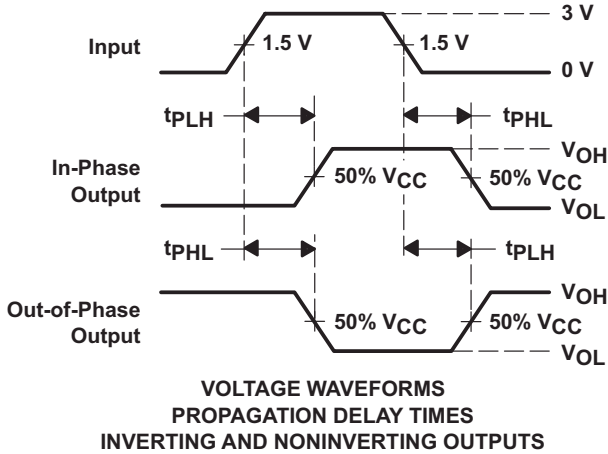 3 V
Input
1.5 V
1.5 V
0 V
tPLH
tPHL
VOH
In-Phase
Output
50% VCC
50% VCC
VOL
tPHL
tPLH
VOH
Out-of-Phase
Output
50% VCC
50% VCC
VOL
VOLTAGE WAVEFORMS
PROPAGATION DELAY TIMES
INVERTING AND NONINVERTING OUTPUTS